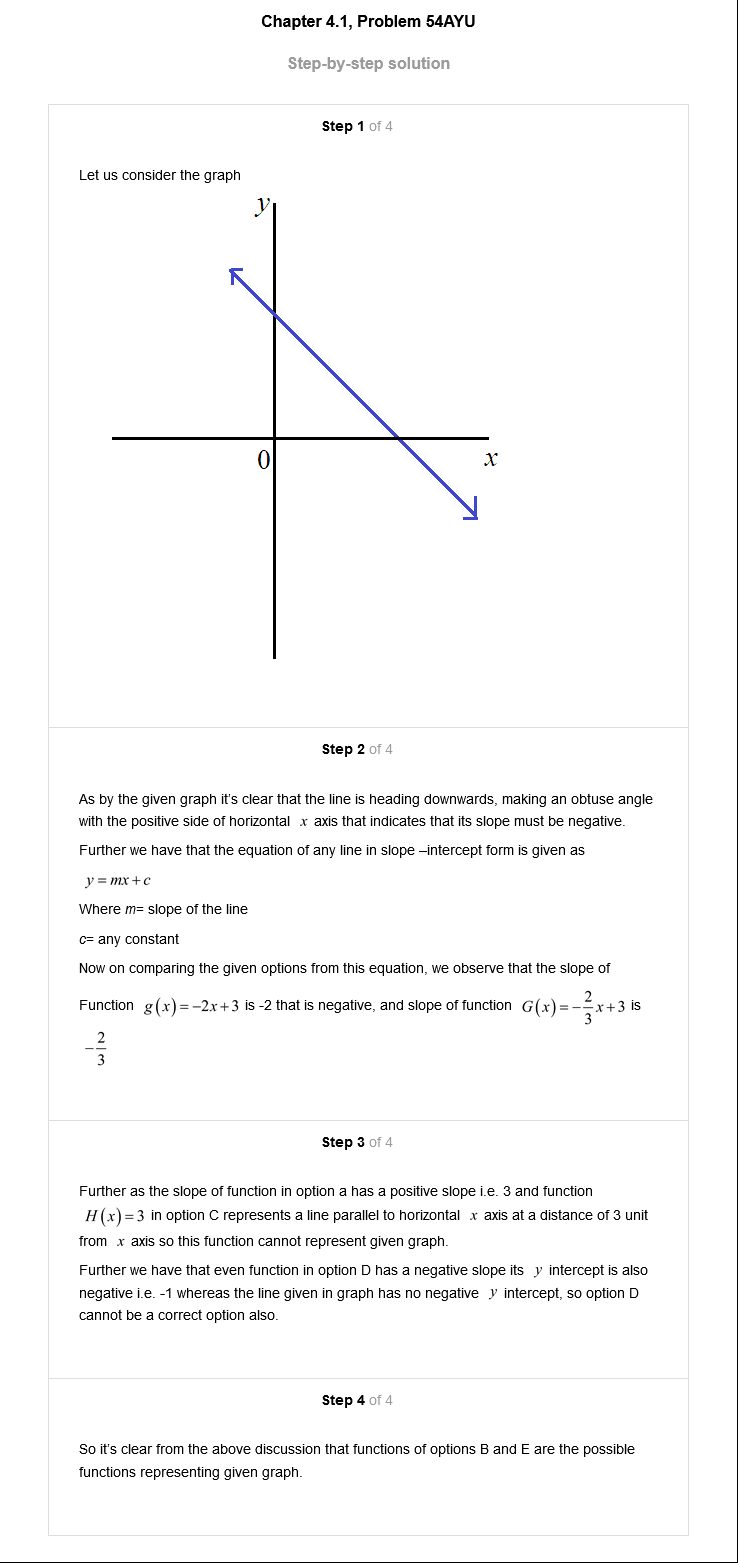 Chapter 4.1, Problem 54AYU
Step-by-step solution
Step 1 of 4
Let us consider the graph
y
0
x
Step 2 of 4
As by the given graph it's clear that the line is heading downwards, making an obtuse angle
with the positive side of horizontal x axis that indicates that its slope must be negative.
Further we have that the equation of any line in slope –intercept form is given as
y = mx + c
Where m= slope of the line
c= any constant
Now on comparing the given options from this equation, we observe that the slope of
Function g(x) = −2x + 3 is -2 that is negative, and slope of function G(x) = −2/3 x + 3 is
−2/3
Step 3 of 4
Further as the slope of function in option a has a positive slope i.e. 3 and function
H(x) = 3 in option C represents a line parallel to horizontal x axis at a distance of 3 unit
from x axis so this function cannot represent given graph.
Further we have that even function in option D has a negative slope its y intercept is also
negative i.e. -1 whereas the line given in graph has no negative y intercept, so option D
cannot be a correct option also.
Step 4 of 4
So it's clear from the above discussion that functions of options B and E are the possible
functions representing given graph.